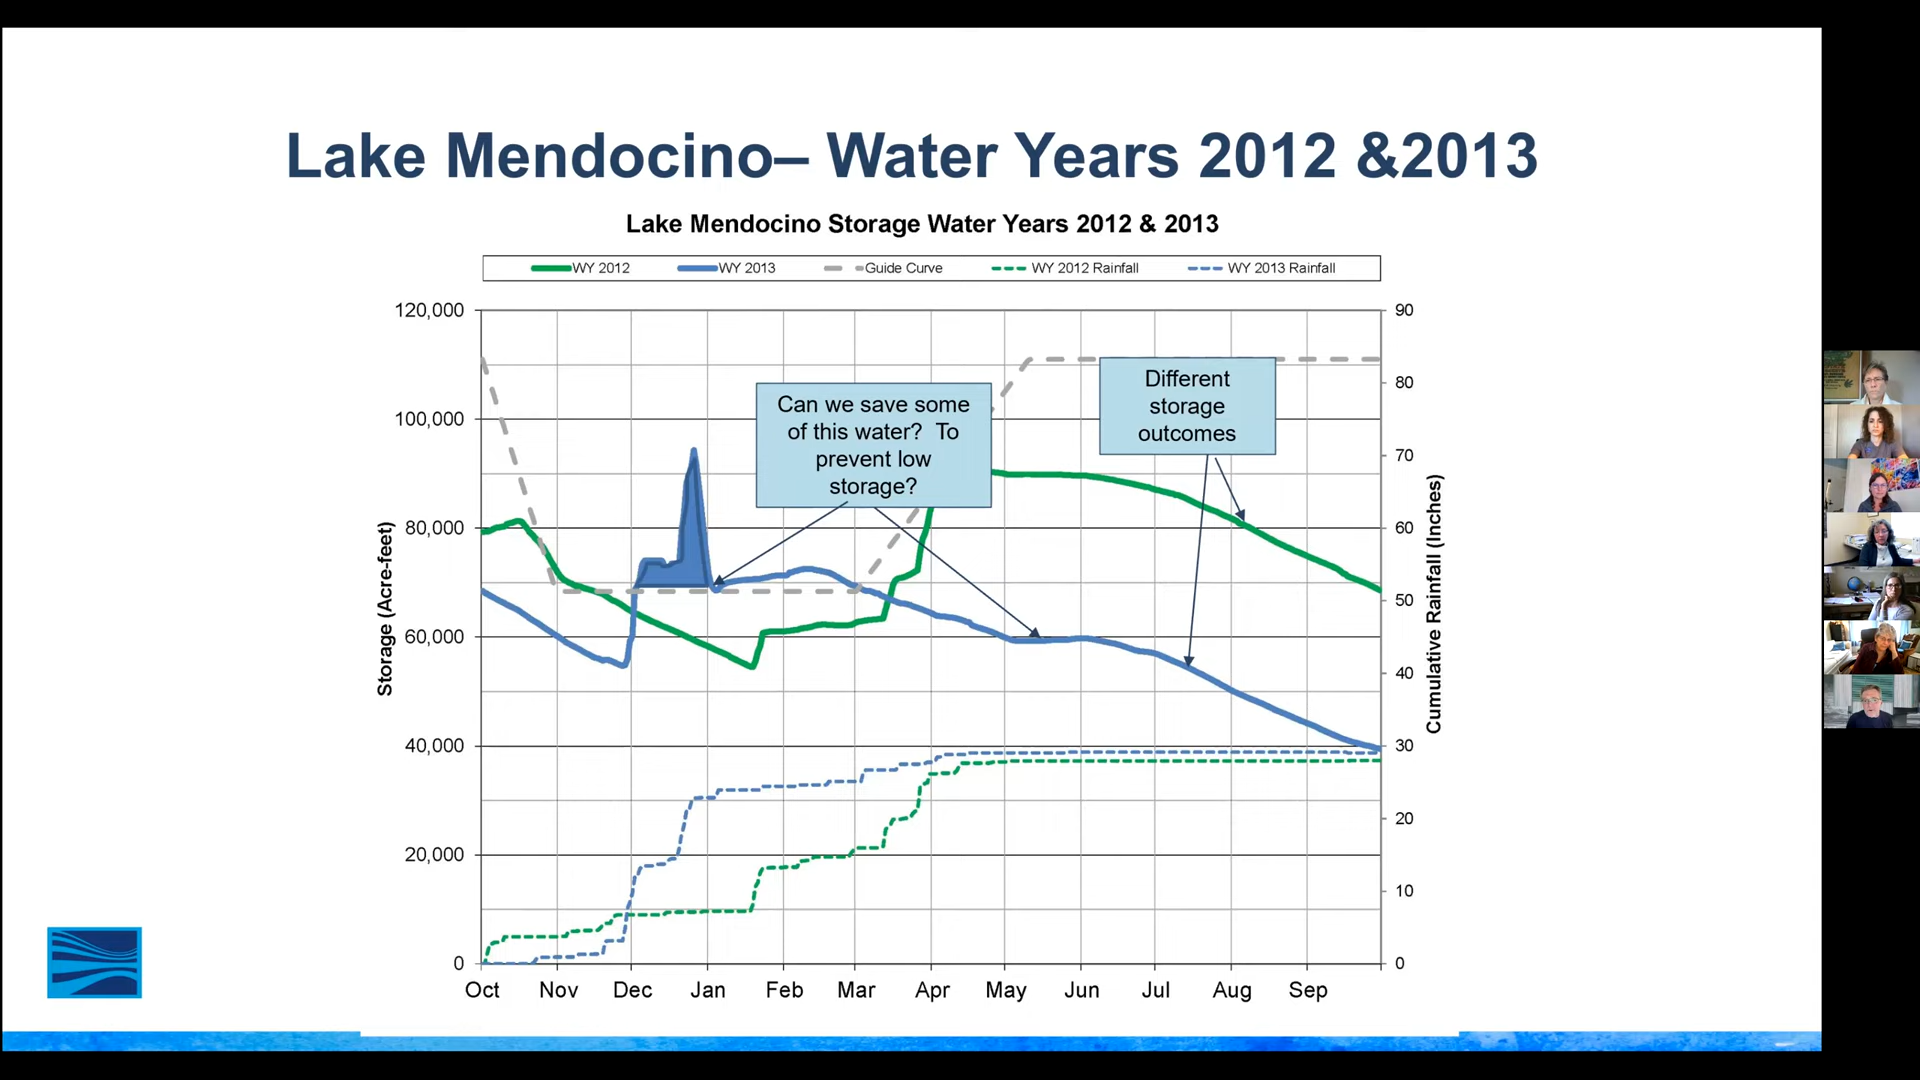 Lake Mendocino– Water Years 2012 &2013
Lake Mendocino Storage Water Years 2012 & 2013
WY 2012 WY 2013 Guide Curve WY 2012 Rainfall WY 2013 Rainfall
120,000
100,000
80,000
60,000
40,000
20,000
0
Storage (Acre-feet)
Can we save some
of this water? To
prevent low
storage?
Different
storage
outcomes
90
80
70
60
50
40
30
20
10
0
Cumulative Rainfall (Inches)
Oct Nov Dec Jan Feb Mar Apr May Jun Jul Aug Sep